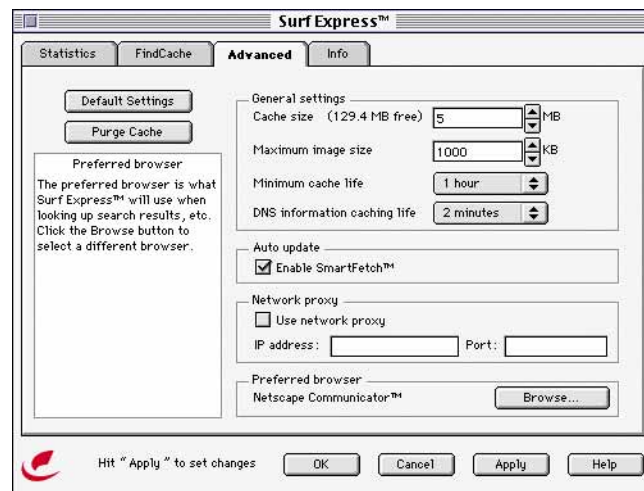 Surf Express™
Statistics
FindCache
Advanced
Info
Default Settings
Purge Cache
Preferred browser
The preferred browser is what
Surf Express™ will use when
looking up search results, etc.
Click the Browse button to
select a different browser.
General settings
Cache size (129.4 MB free) 5 MB
Maximum image size 1000 KB
Minimum cache life 1 hour
DNS information caching life 2 minutes
Auto update
Enable SmartFetch™
Network proxy
Use network proxy
IP address: Port:
Preferred browser
Netscape Communicator™ Browse...
Hit "Apply" to set changes
OK
Cancel
Apply
Help